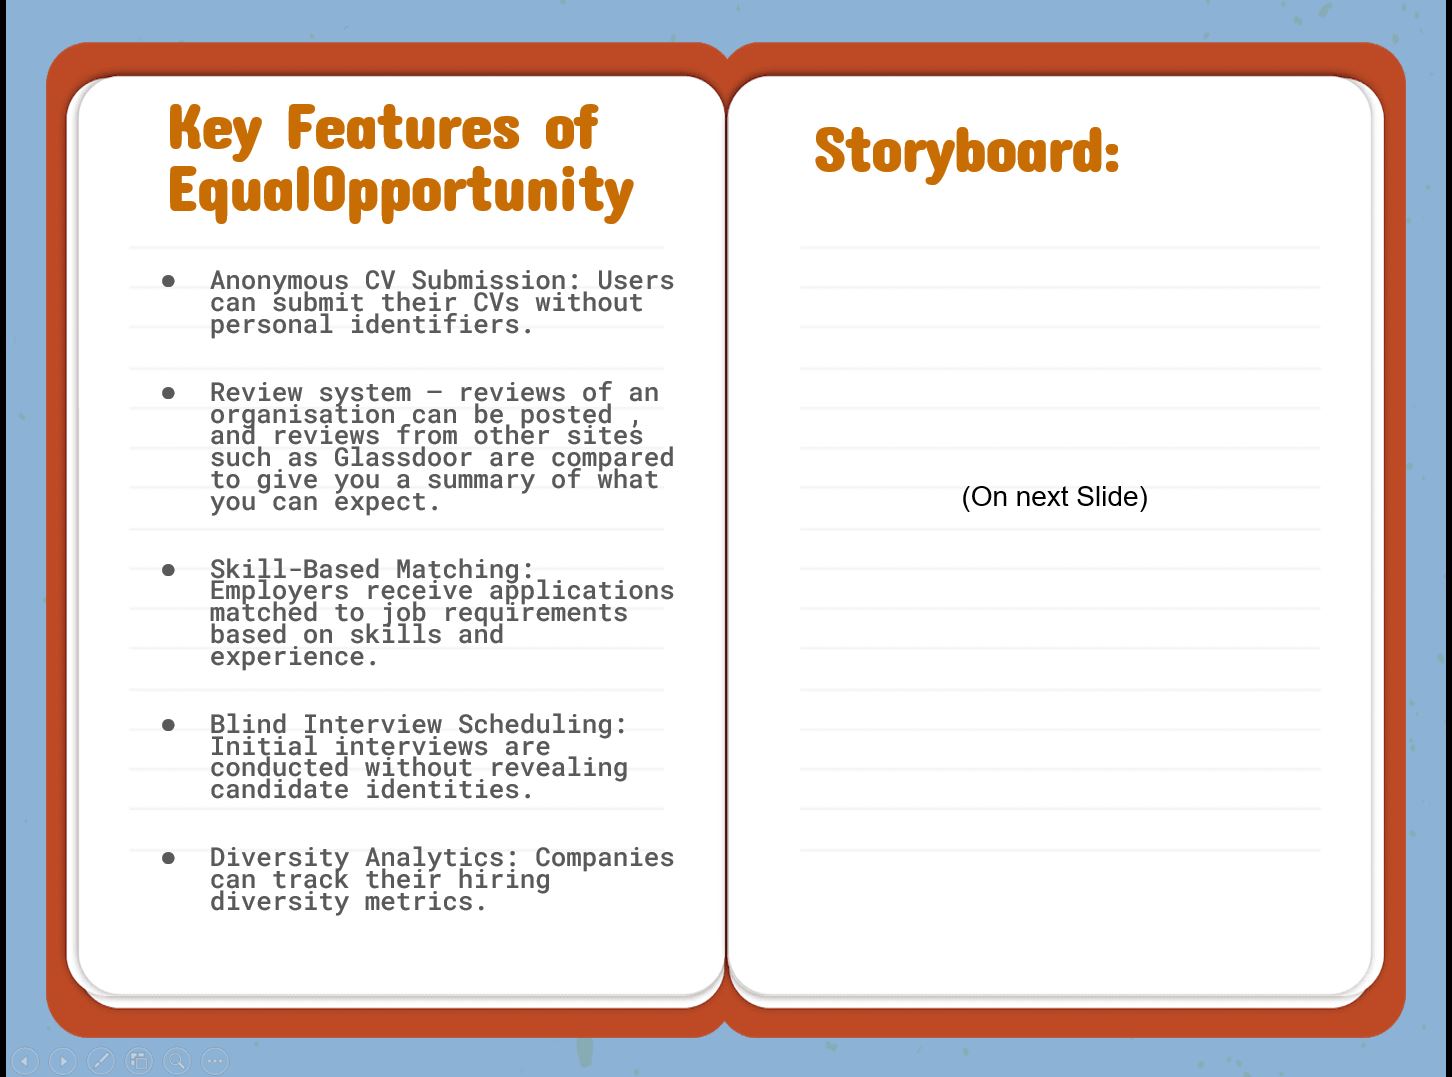 Key Features of
EqualOpportunity
● Anonymous CV Submission: Users
can submit their CVs without
personal identifiers.
● Review system – reviews of an
organisation can be posted ,
and reviews from other sites
such as Glassdoor are compared
to give you a summary of what
you can expect.
● Skill-Based Matching:
Employers receive applications
matched to job requirements
based on skills and
experience.
● Blind Interview Scheduling:
Initial interviews are
conducted without revealing
candidate identities.
● Diversity Analytics: Companies
can track their hiring
diversity metrics.
Storyboard:
(On next Slide)